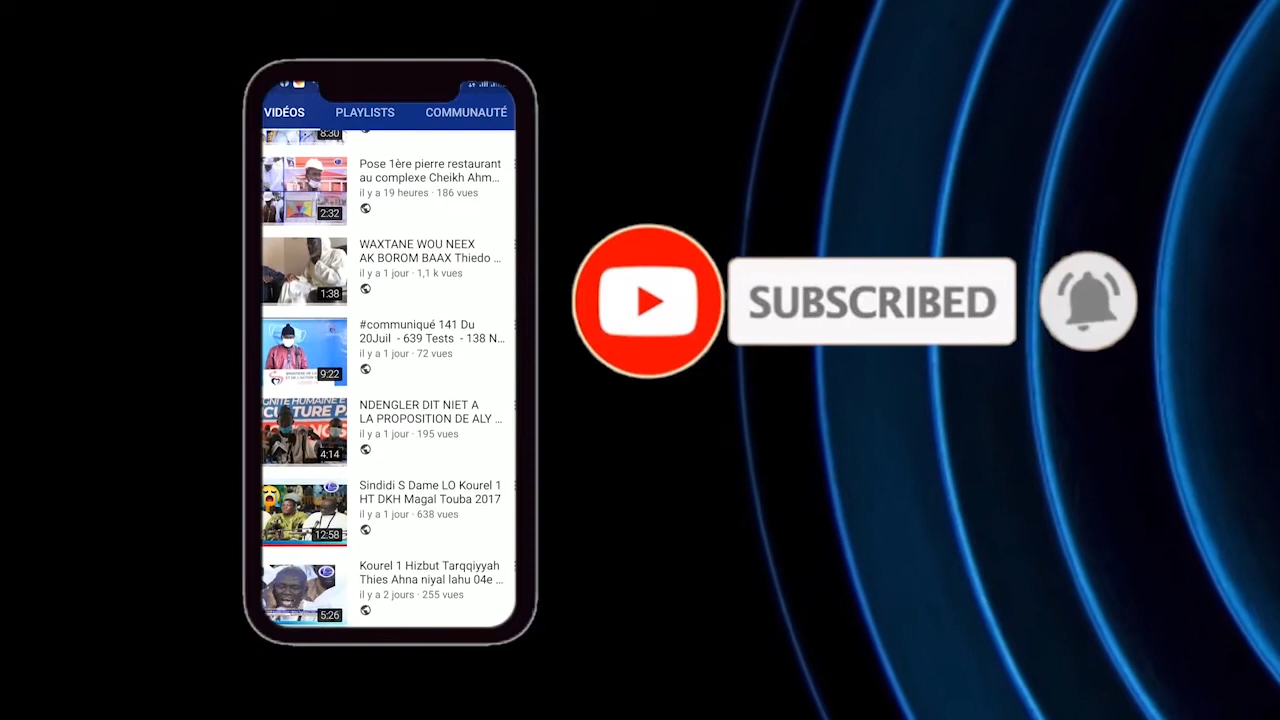 VIDÉOS PLAYLISTS COMMUNAUTÉ
8:30
Pose 1ère pierre restaurant
au complexe Cheikh Ahm...
il y a 19 heures · 186 vues
2:32
WAXTANE WOU NEEX
AK BOROM BAAX Thiedo ...
il y a 1 jour · 1,1 k vues
1:38
#communiqué 141 Du
20Juil - 639 Tests - 138 N...
il y a 1 jour · 72 vues
9:22
NDENGLER DIT NIET A
LA PROPOSITION DE ALY ...
il y a 1 jour · 195 vues
CULTURE P
4:14
Sindidi S Dame LO Kourel 1
HT DKH Magal Touba 2017
il y a 1 jour · 638 vues
12:58
Kourel 1 Hizbut Tarqqiyyah
Thies Ahna niyal lahu 04e ...
il y a 2 jours · 255 vues
5:26
SUBSCRIBED